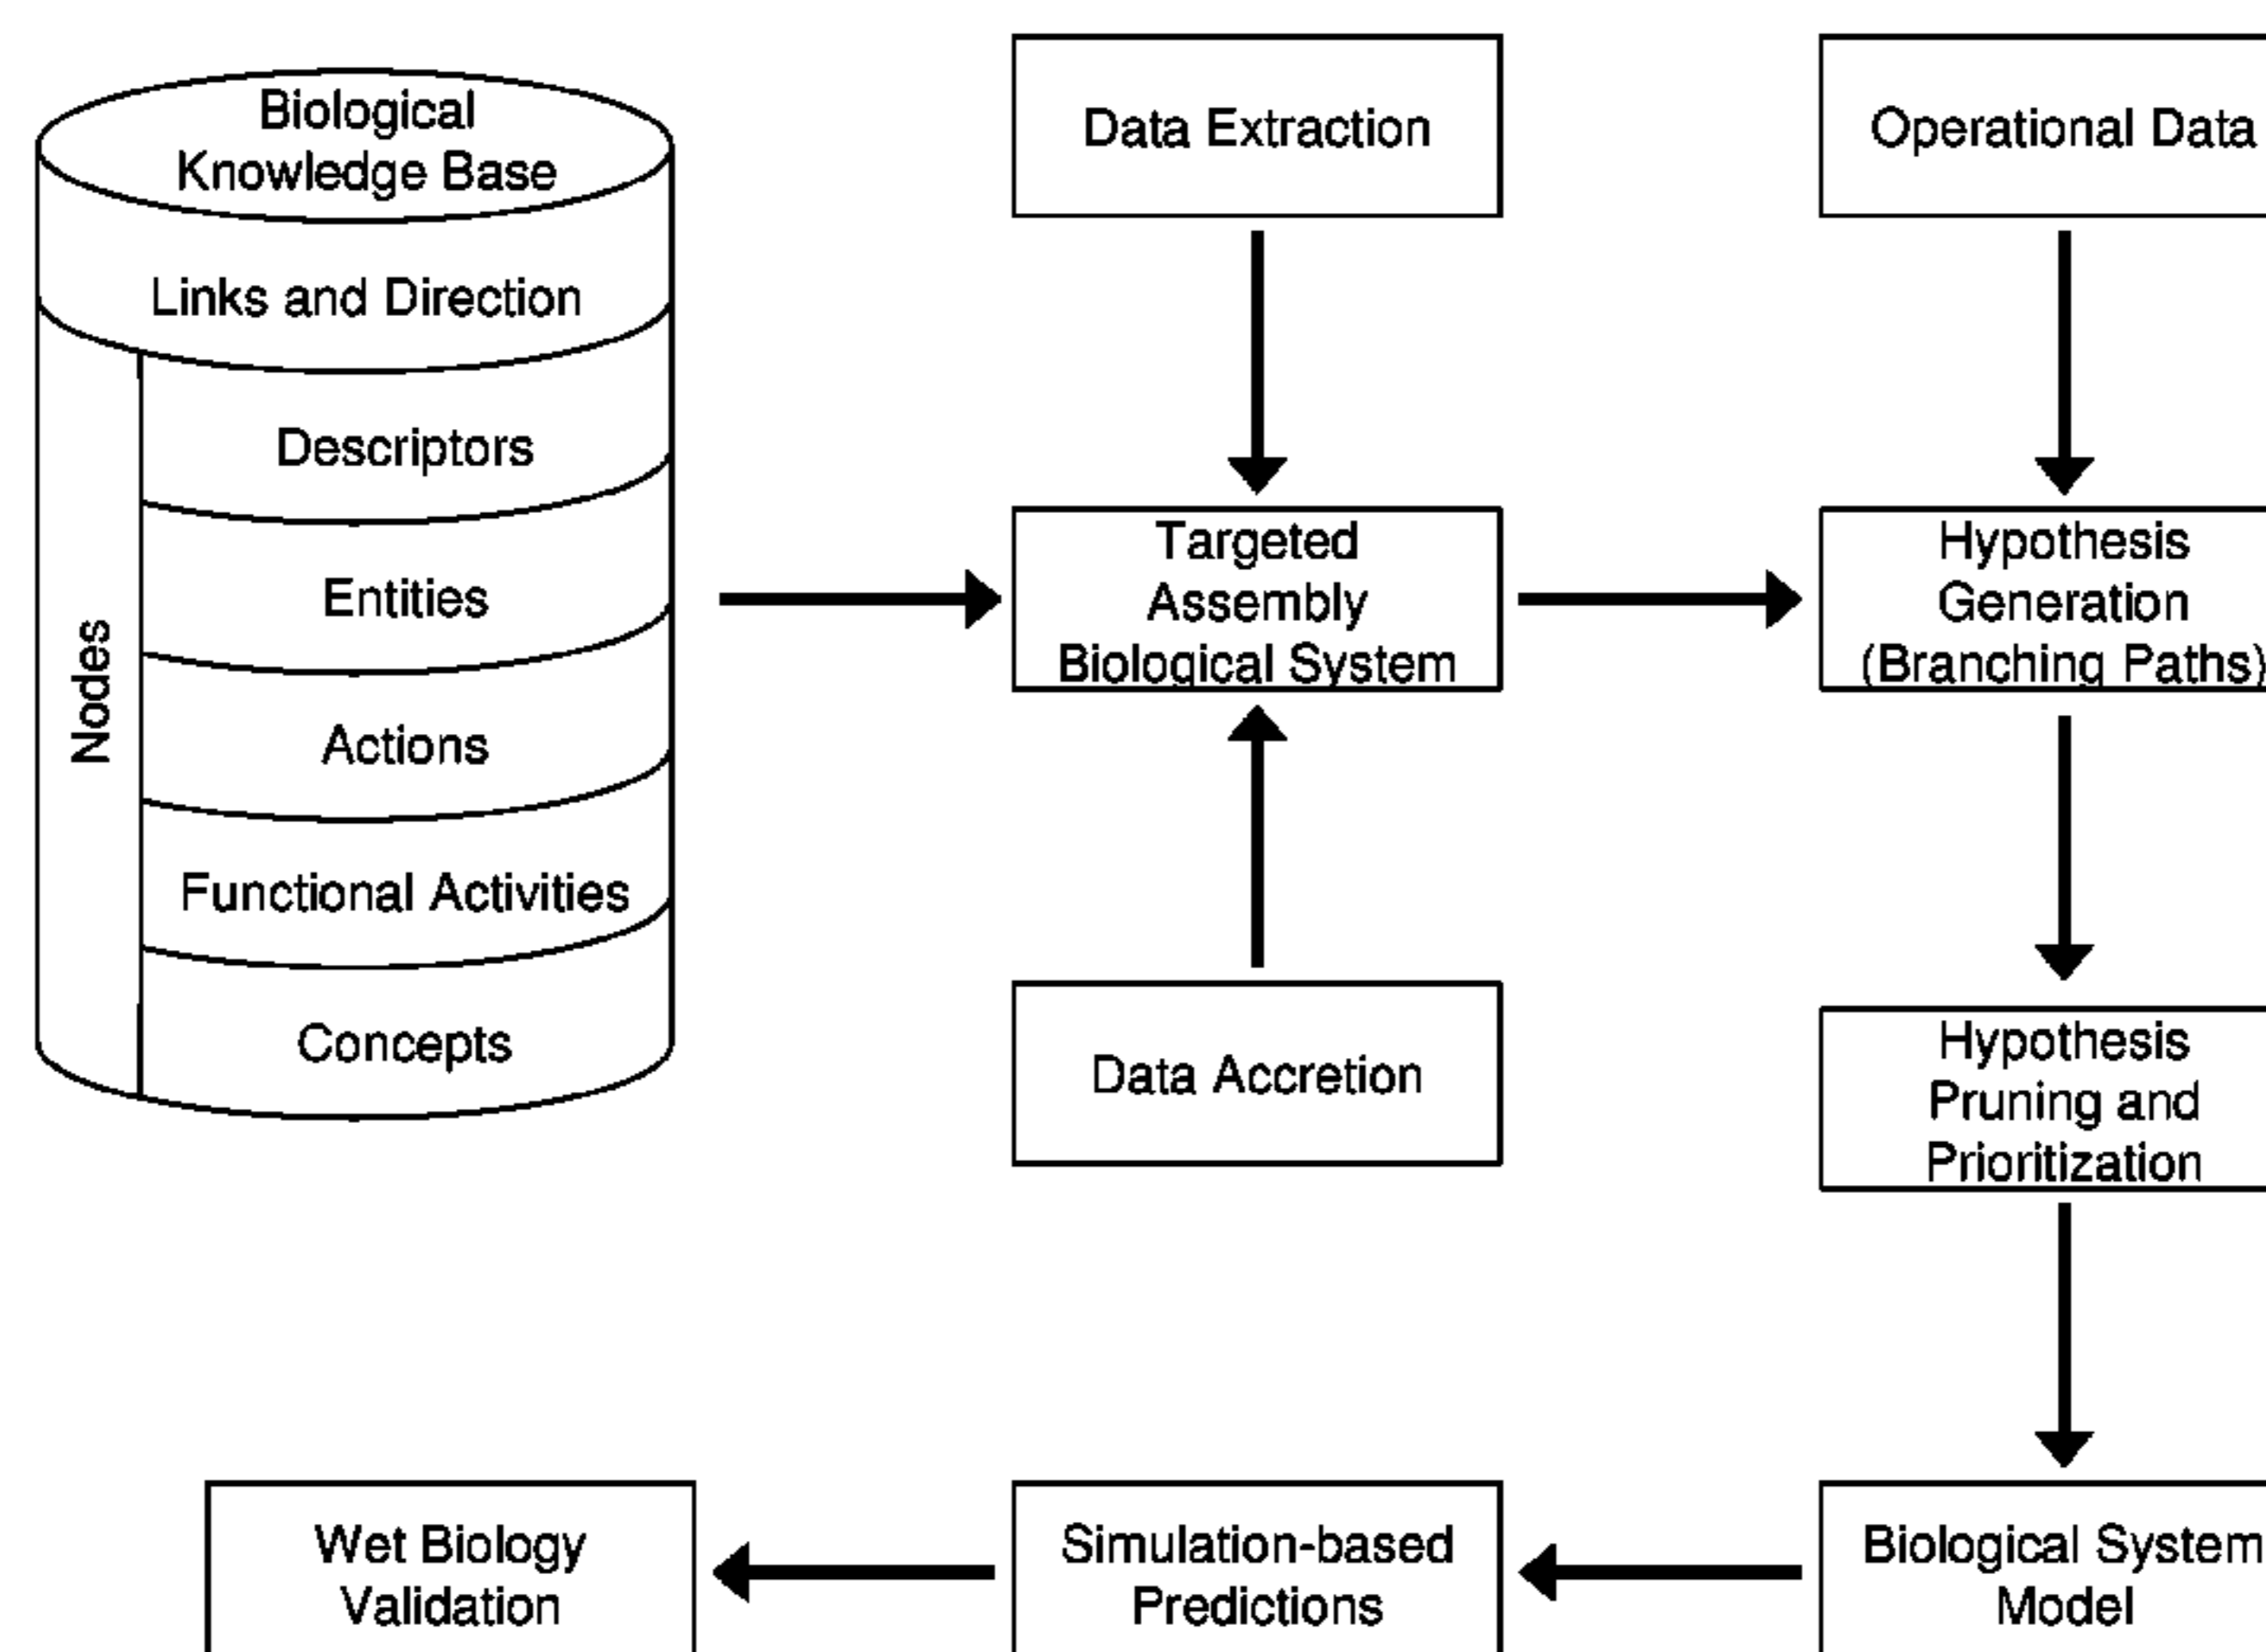 Biological
Knowledge Base
Links and Direction
Nodes
Descriptors
Entities
Actions
Functional Activities
Concepts
Data Extraction
Operational Data
Targeted
Assembly
Biological System
Hypothesis
Generation
(Branching Paths)
Data Accretion
Hypothesis
Pruning and
Prioritization
Wet Biology
Validation
Simulation-based
Predictions
Biological System
Model